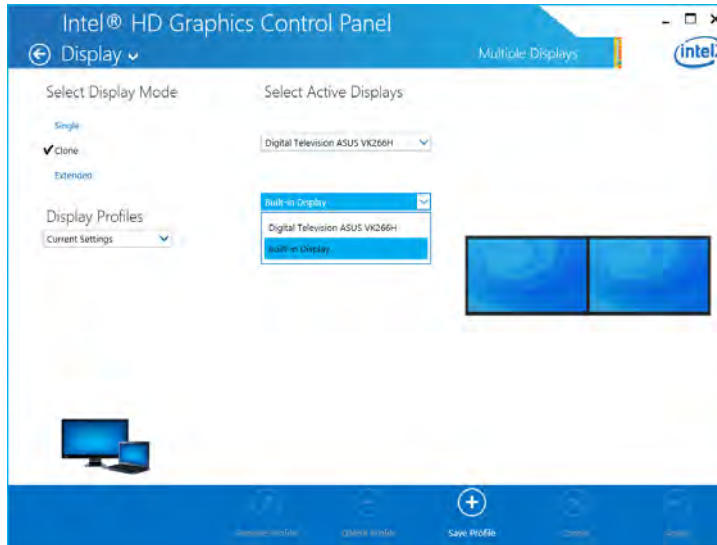 Intel® HD Graphics Control Panel
Display
Multiple Displays
intel
Select Display Mode
Single
Clone
Extended
Display Profiles
Current Settings
Select Active Displays
Digital Television ASUS VK266H
Built-in Display
Digital Television ASUS VK266H
Built-in Display
Save Profile